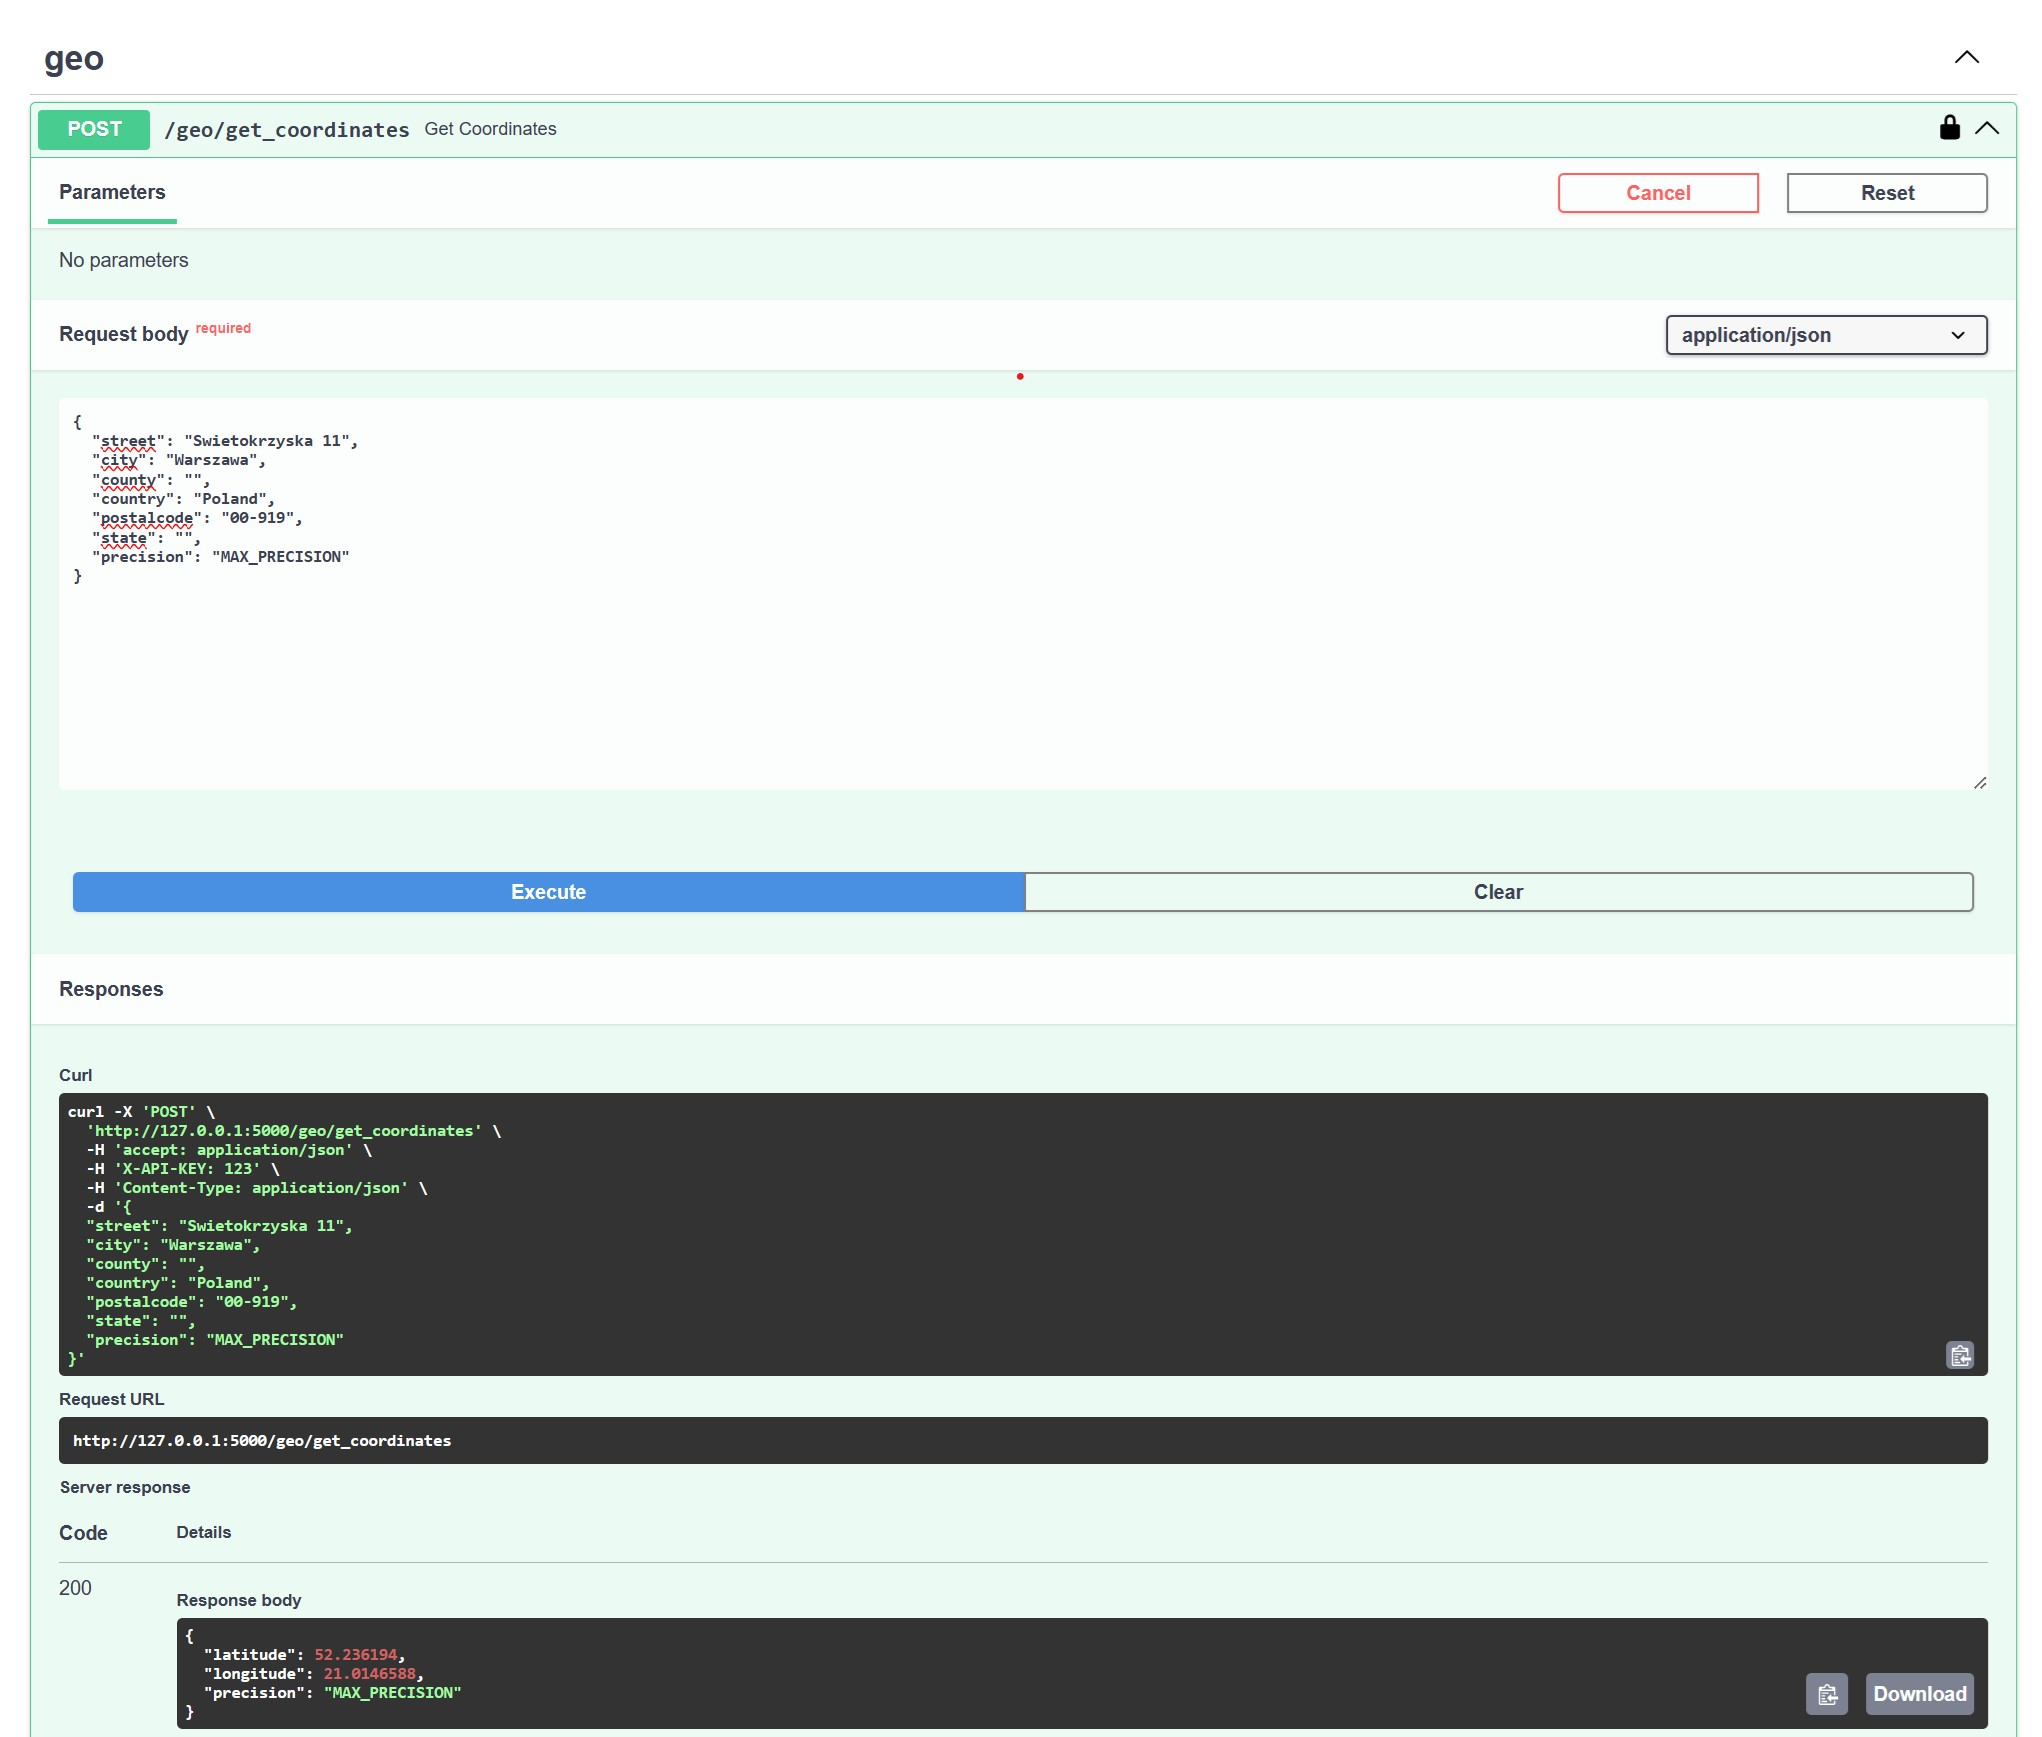 geo
POST /geo/get_coordinates Get Coordinates
Parameters
Cancel
Reset
No parameters
Request body required
application/json
{
  "street": "Swietokrzyska 11",
  "city": "Warszawa",
  "county": "",
  "country": "Poland",
  "postalcode": "00-919",
  "state": "",
  "precision": "MAX_PRECISION"
}
Execute
Clear
Responses
Curl
curl -X 'POST' \
  'http://127.0.0.1:5000/geo/get_coordinates' \
  -H 'accept: application/json' \
  -H 'X-API-KEY: 123' \
  -H 'Content-Type: application/json' \
  -d '{
  "street": "Swietokrzyska 11",
  "city": "Warszawa",
  "county": "",
  "country": "Poland",
  "postalcode": "00-919",
  "state": "",
  "precision": "MAX_PRECISION"
}'
Request URL
http://127.0.0.1:5000/geo/get_coordinates
Server response
Code
Details
200
Response body
{
  "latitude": 52.236194,
  "longitude": 21.0146588,
  "precision": "MAX_PRECISION"
}
Download